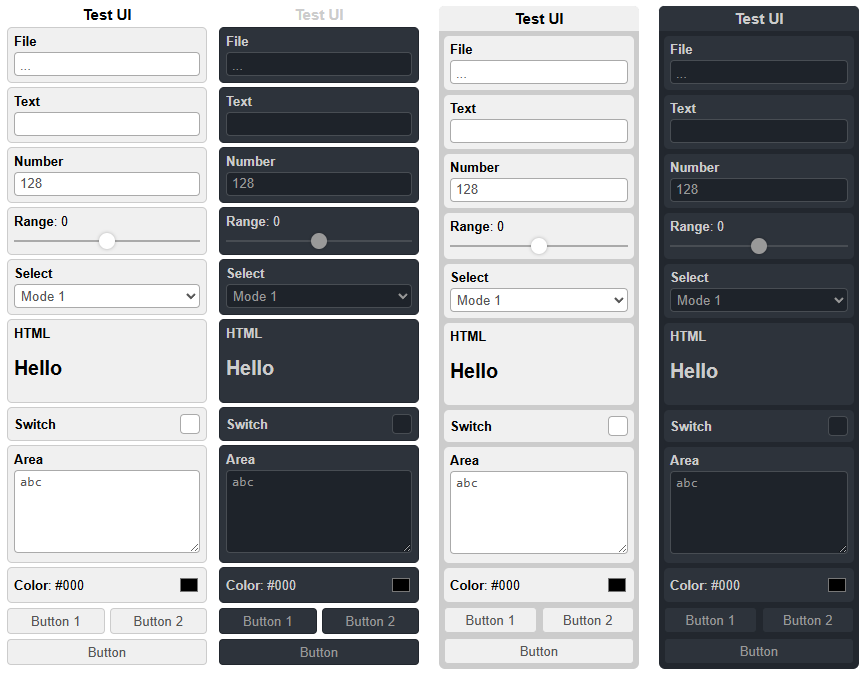 Test UI
File
...
Text
Number
128
Range: 0
Select
Mode 1
HTML
Hello
Switch
Area
abc
Color: #000
Button 1 Button 2
Button
Test UI
File
...
Text
Number
128
Range: 0
Select
Mode 1
HTML
Hello
Switch
Area
abc
Color: #000
Button 1 Button 2
Button
Test UI
File
...
Text
Number
128
Range: 0
Select
Mode 1
HTML
Hello
Switch
Area
abc
Color: #000
Button 1 Button 2
Button
Test UI
File
...
Text
Number
128
Range: 0
Select
Mode 1
HTML
Hello
Switch
Area
abc
Color: #000
Button 1 Button 2
Button